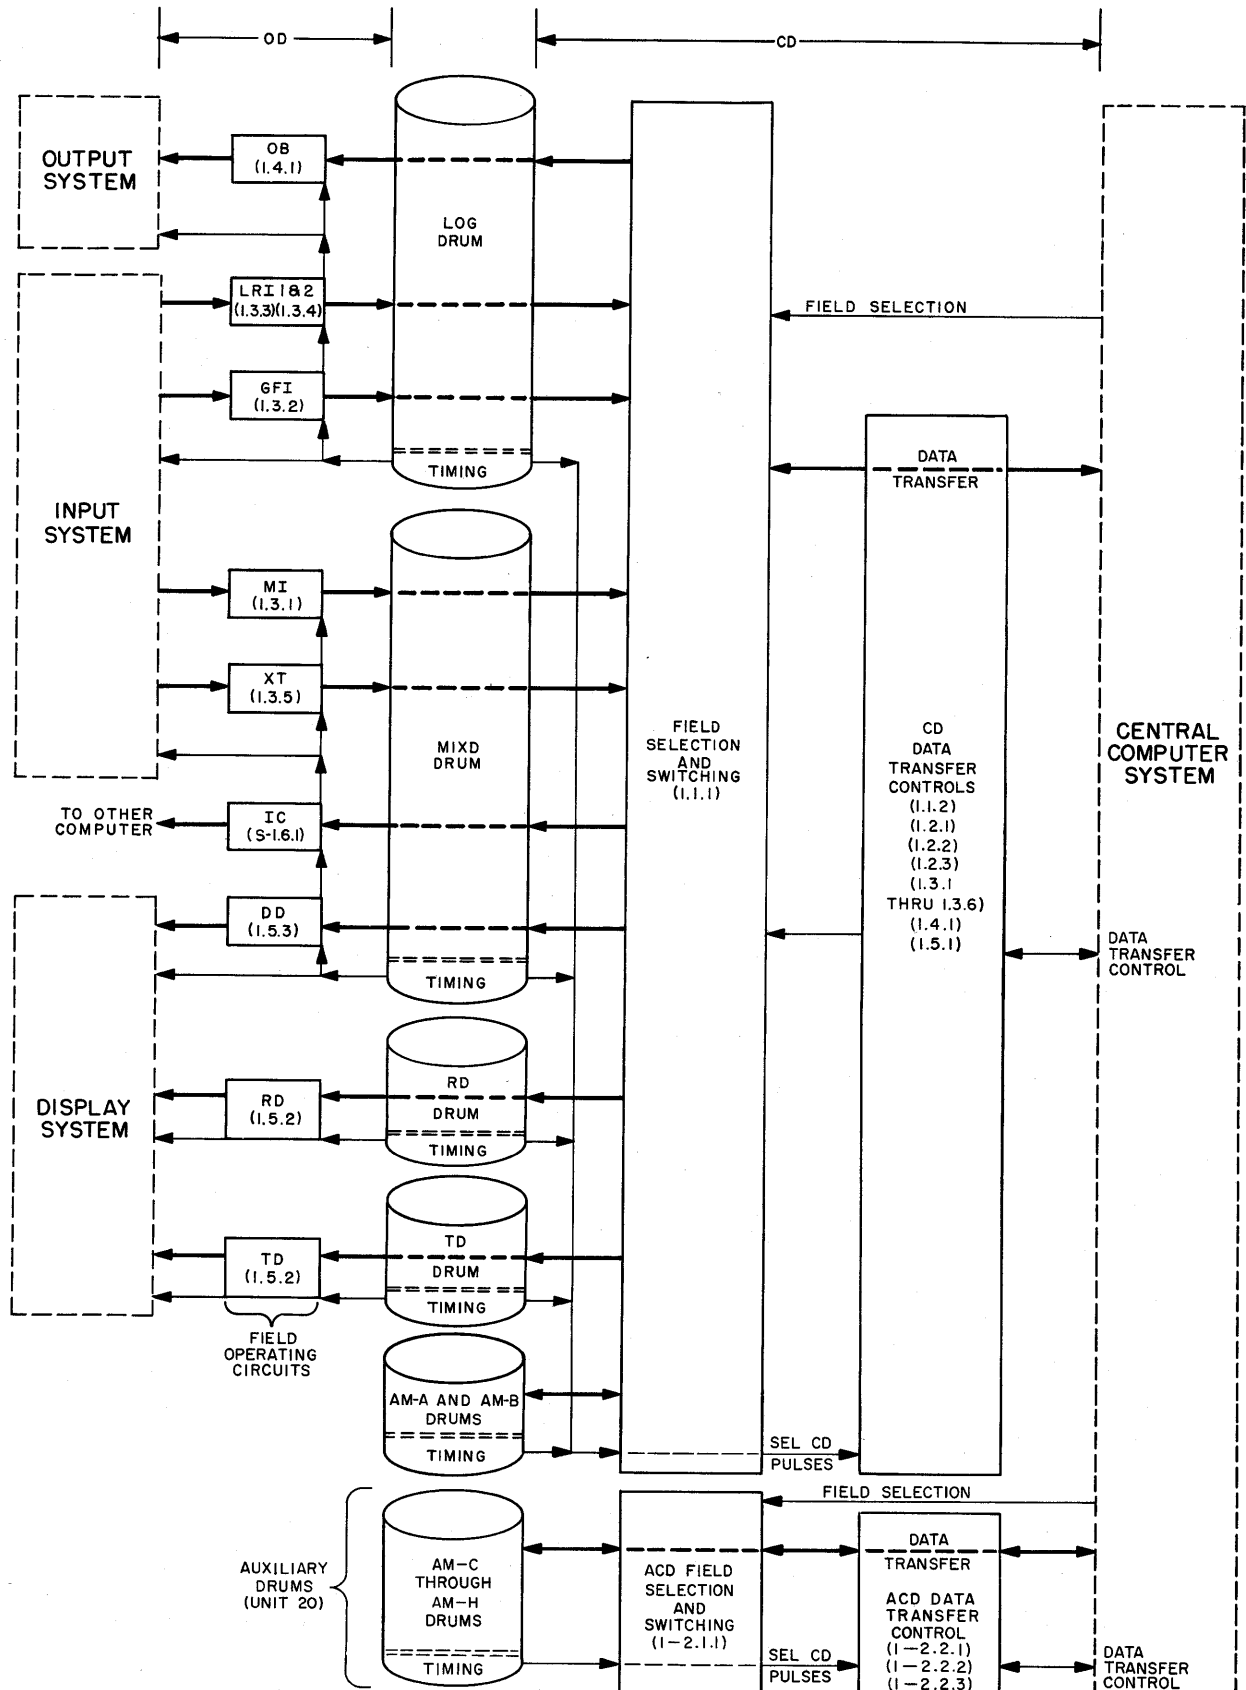 OD
CD
OUTPUT
SYSTEM
OB
(1.4.1)
LOG
DRUM
LRI 1&2
(1.3.3)(1.3.4)
FIELD SELECTION
GFI
(1.3.2)
TIMING
DATA
TRANSFER
INPUT
SYSTEM
MI
(1.3.1)
XT
(1.3.5)
MIXD
DRUM
FIELD
SELECTION
AND
SWITCHING
(1.1.1)
CD
DATA
TRANSFER
CONTROLS
(1.1.2)
(1.2.1)
(1.2.2)
(1.2.3)
(1.3.1
THRU 1.3.6)
(1.4.1)
(1.5.1)
CENTRAL
COMPUTER
SYSTEM
TO OTHER
COMPUTER
IC
(S-1.6.1)
DD
(1.5.3)
TIMING
DATA
TRANSFER
CONTROL
DISPLAY
SYSTEM
RD
(1.5.2)
RD
DRUM
TIMING
TD
(1.5.2)
TD
DRUM
TIMING
FIELD
OPERATING
CIRCUITS
AM-A AND AM-B
DRUMS
TIMING
SEL CD
PULSES
FIELD SELECTION
AUXILIARY
DRUMS
(UNIT 20)
AM-C
THROUGH
AM-H
DRUMS
TIMING
ACD FIELD
SELECTION
AND
SWITCHING
(1-2.1.1)
SEL CD
PULSES
DATA
TRANSFER
ACD DATA
TRANSFER
CONTROL
(1-2.2.1)
(1-2.2.2)
(1-2.2.3)
DATA
TRANSFER
CONTROL